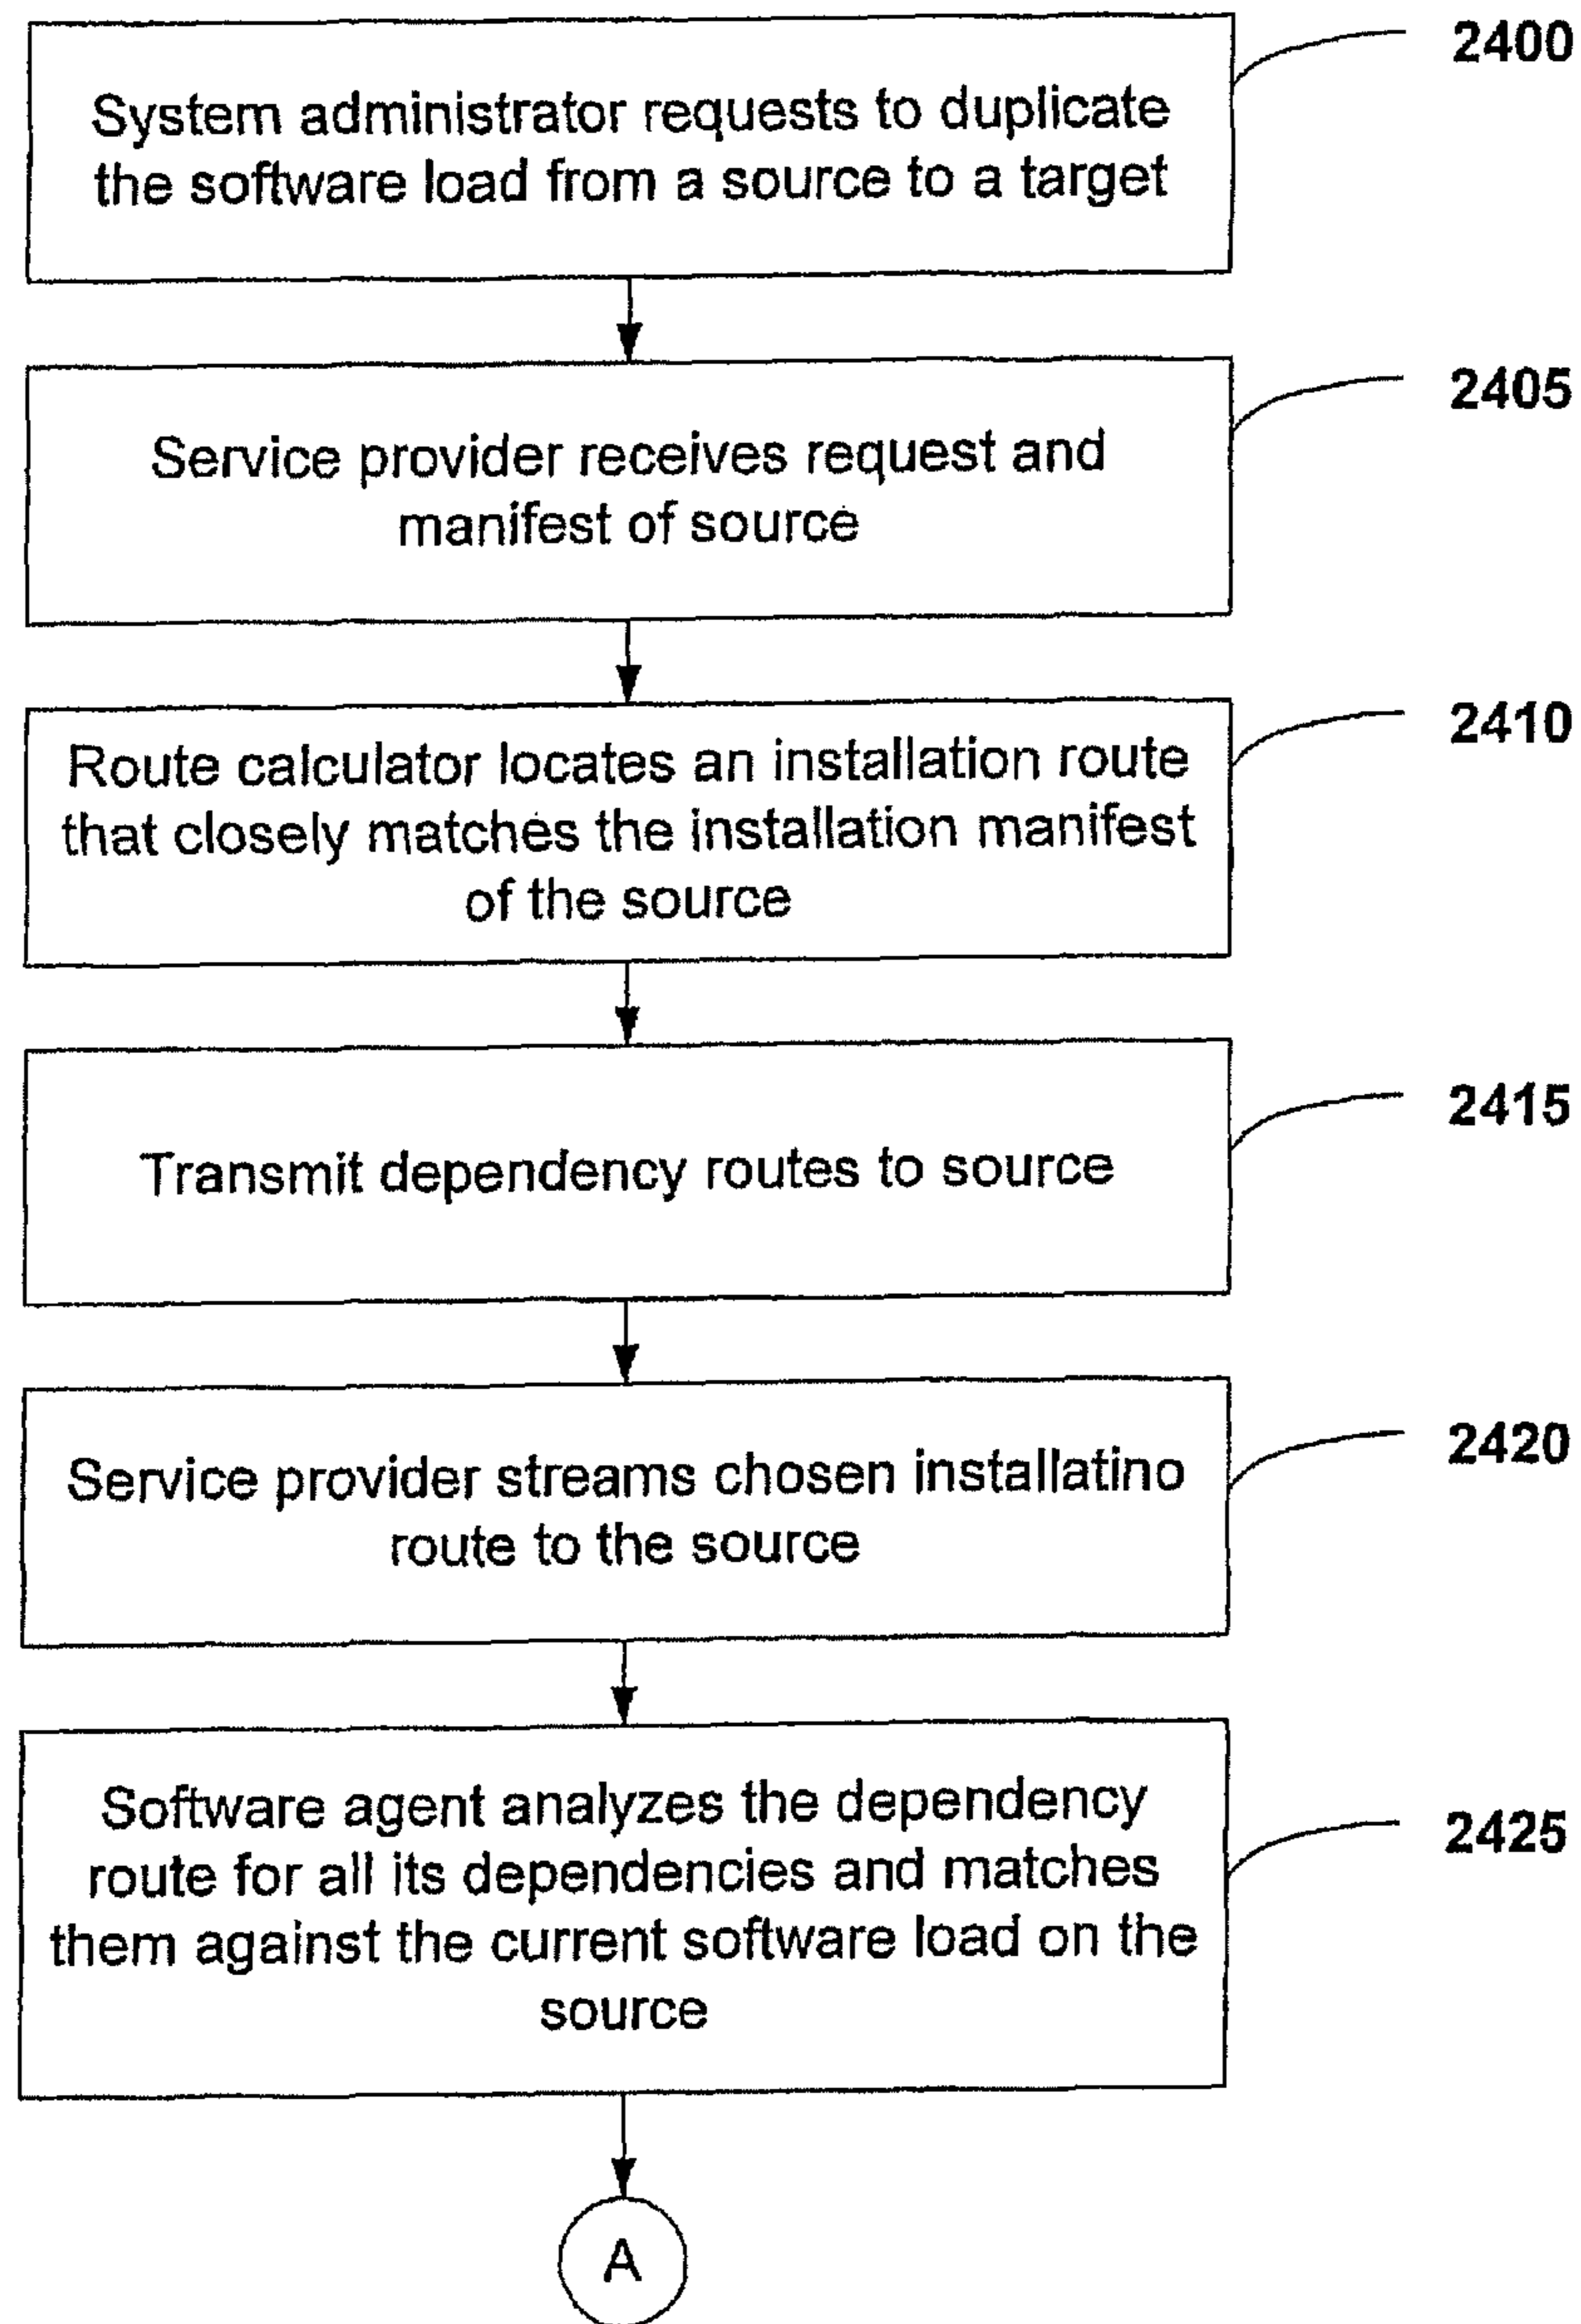 2400
System administrator requests to duplicate
the software load from a source to a target
2405
Service provider receives request and
manifest of source
2410
Route calculator locates an installation route
that closely matches the installation manifest
of the source
2415
Transmit dependency routes to source
2420
Service provider streams chosen installatino
route to the source
2425
Software agent analyzes the dependency
route for all its dependencies and matches
them against the current software load on the
source
A